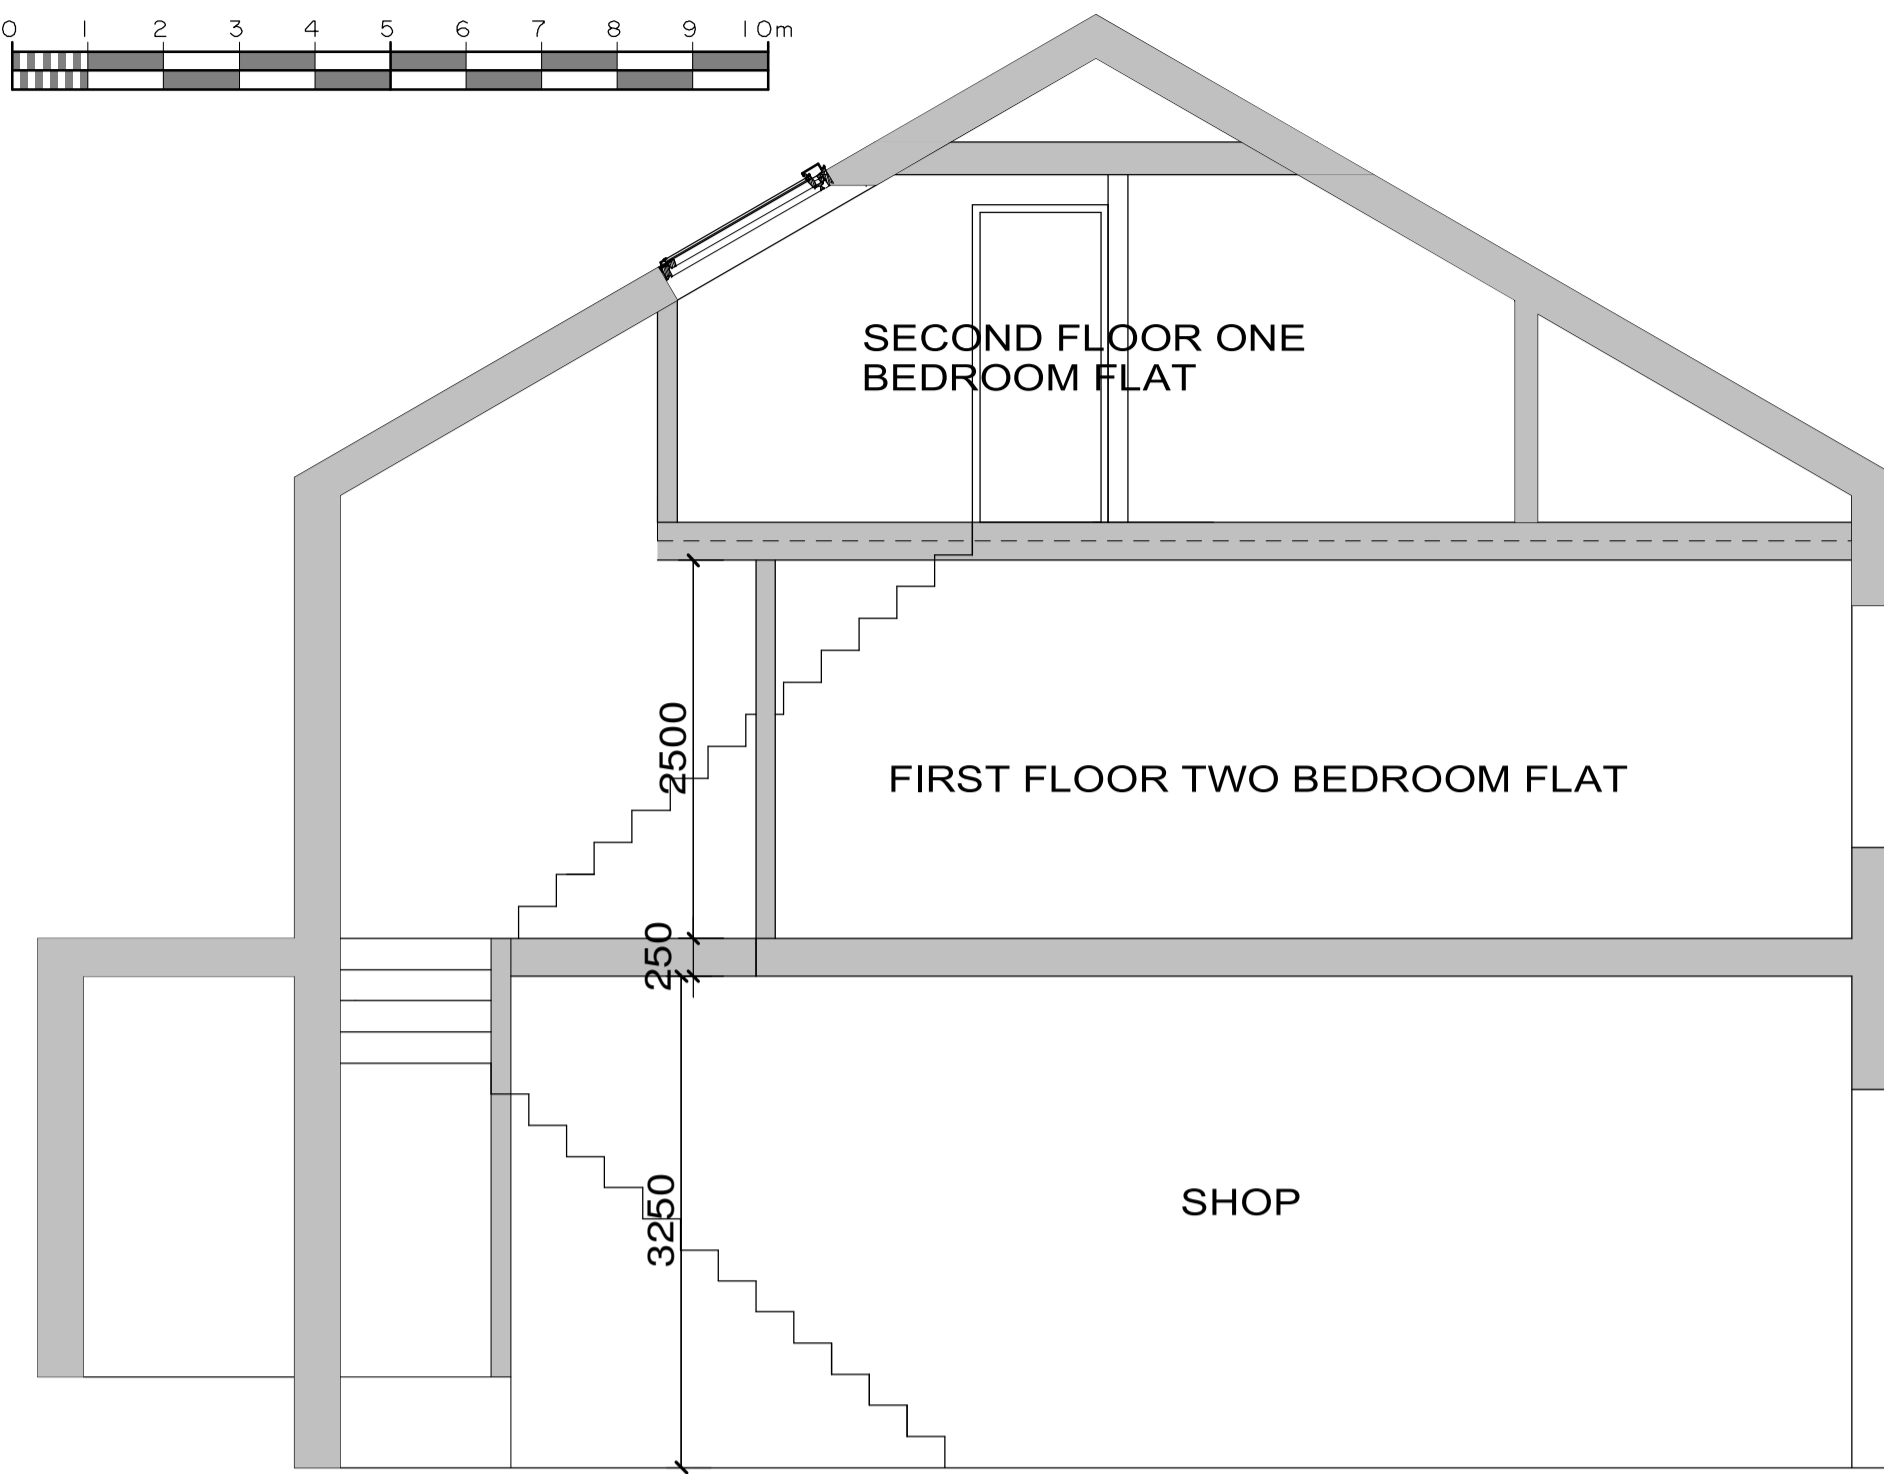 0 1 2 3 4 5 6 7 8 9 10m
SECOND FLOOR ONE
BEDROOM FLAT
2500
FIRST FLOOR TWO BEDROOM FLAT
250
3250
SHOP